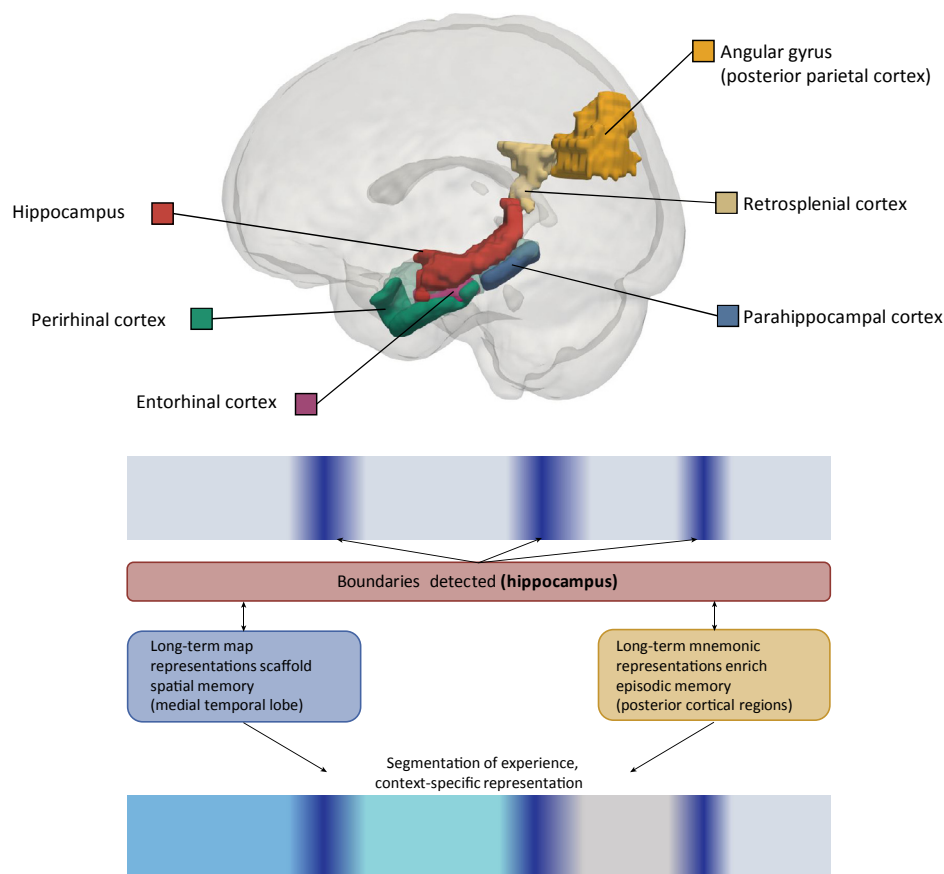 Angular gyrus
(posterior parietal cortex)
Hippocampus
Retrosplenial cortex
Perirhinal cortex
Parahippocampal cortex
Entorhinal cortex
Boundaries detected (hippocampus)
Long-term map
representations scaffold
spatial memory
(medial temporal lobe)
Long-term mnemonic
representations enrich
episodic memory
(posterior cortical regions)
Segmentation of experience,
context-specific representation